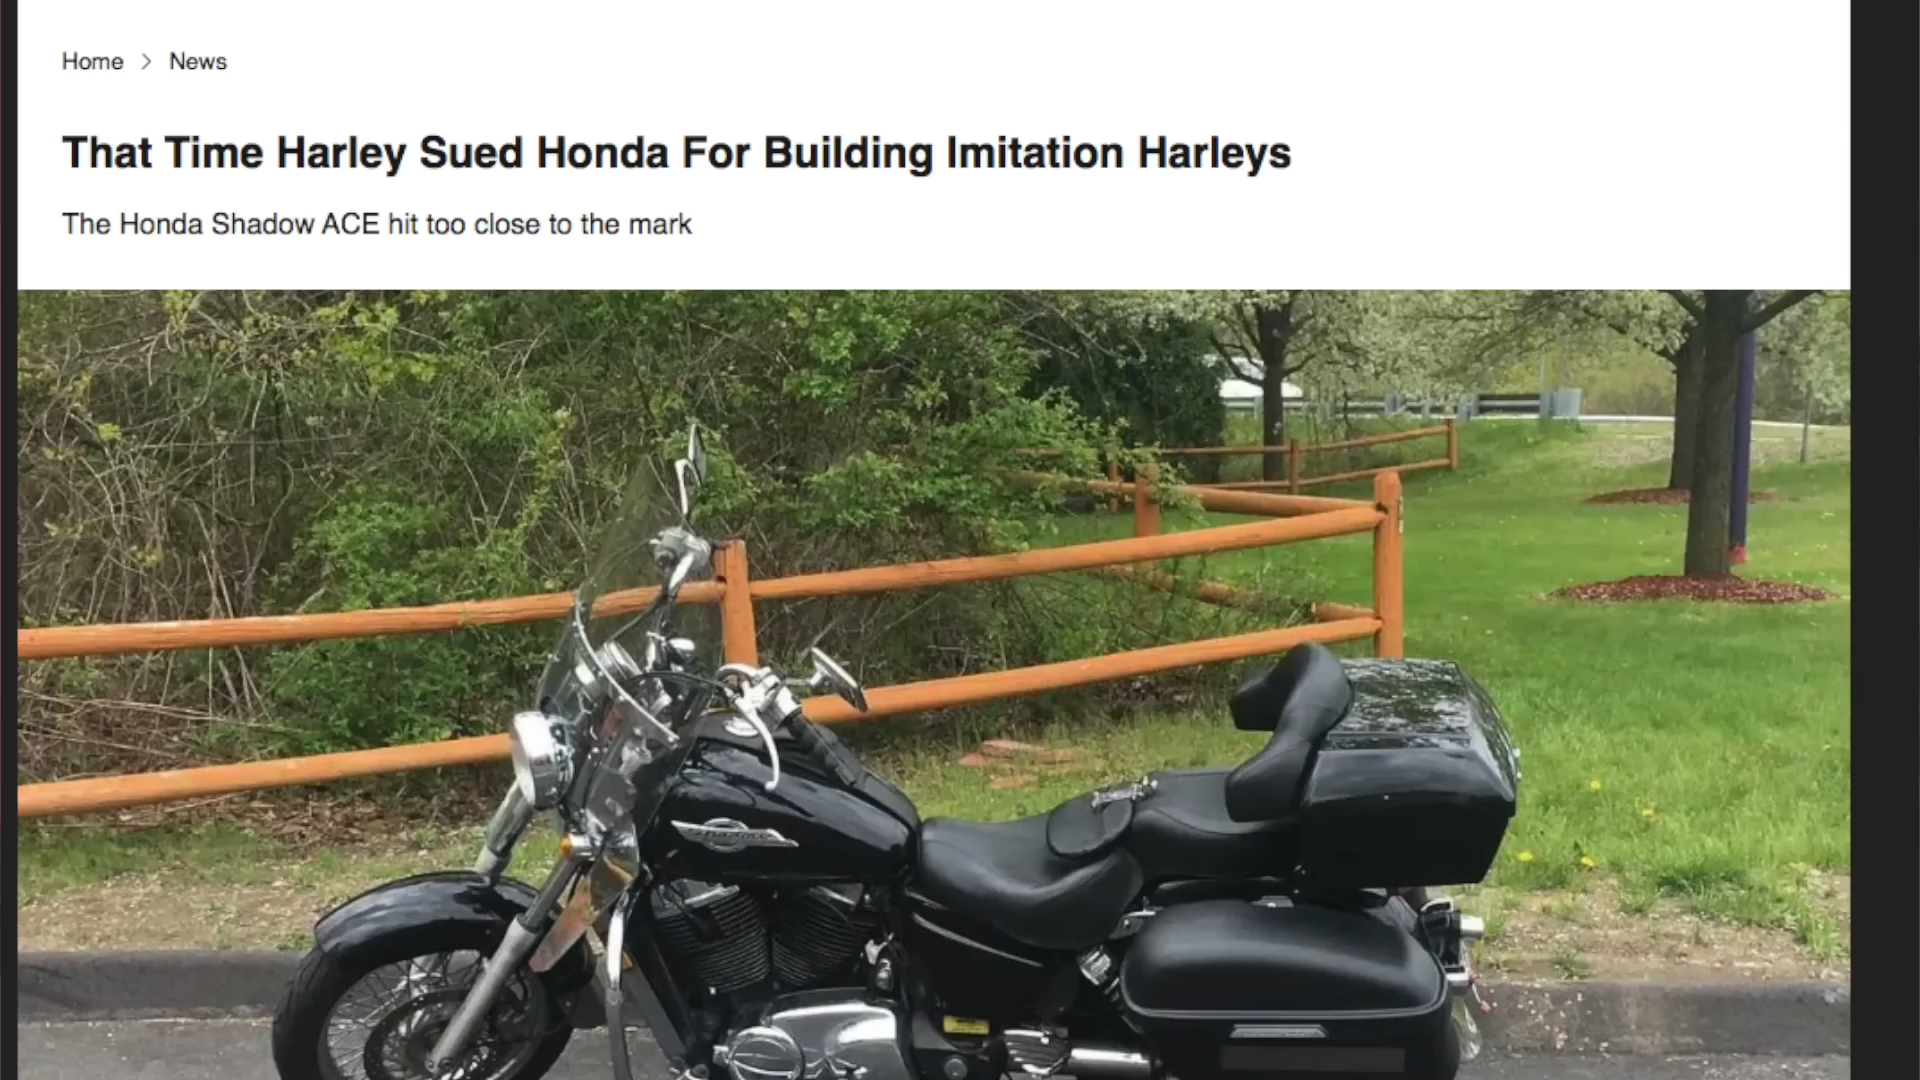 Home > News
That Time Harley Sued Honda For Building Imitation Harleys
The Honda Shadow ACE hit too close to the mark
Shadow